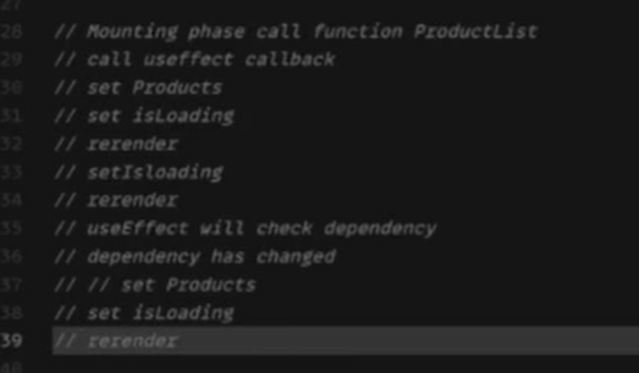 27
28 // Mounting phase call function ProductList
29 // call useffect callback
30 // set Products
31 // set isLoading
32 // rerender
33 // setIsloading
34 // rerender
35 // useEffect will check dependency
36 // dependency has changed
37 // // set Products
38 // set isLoading
39 // rerender
40